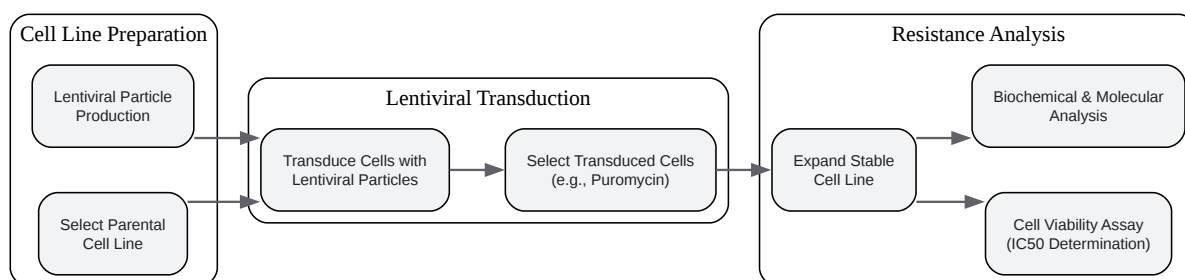 Cell Line Preparation
Lentiviral Particle
Production
Select Parental
Cell Line
Lentiviral Transduction
Transduce Cells with
Lentiviral Particles
Select Transduced Cells
(e.g., Puromycin)
Resistance Analysis
Expand Stable
Cell Line
Biochemical & Molecular
Analysis
Cell Viability Assay
(IC50 Determination)